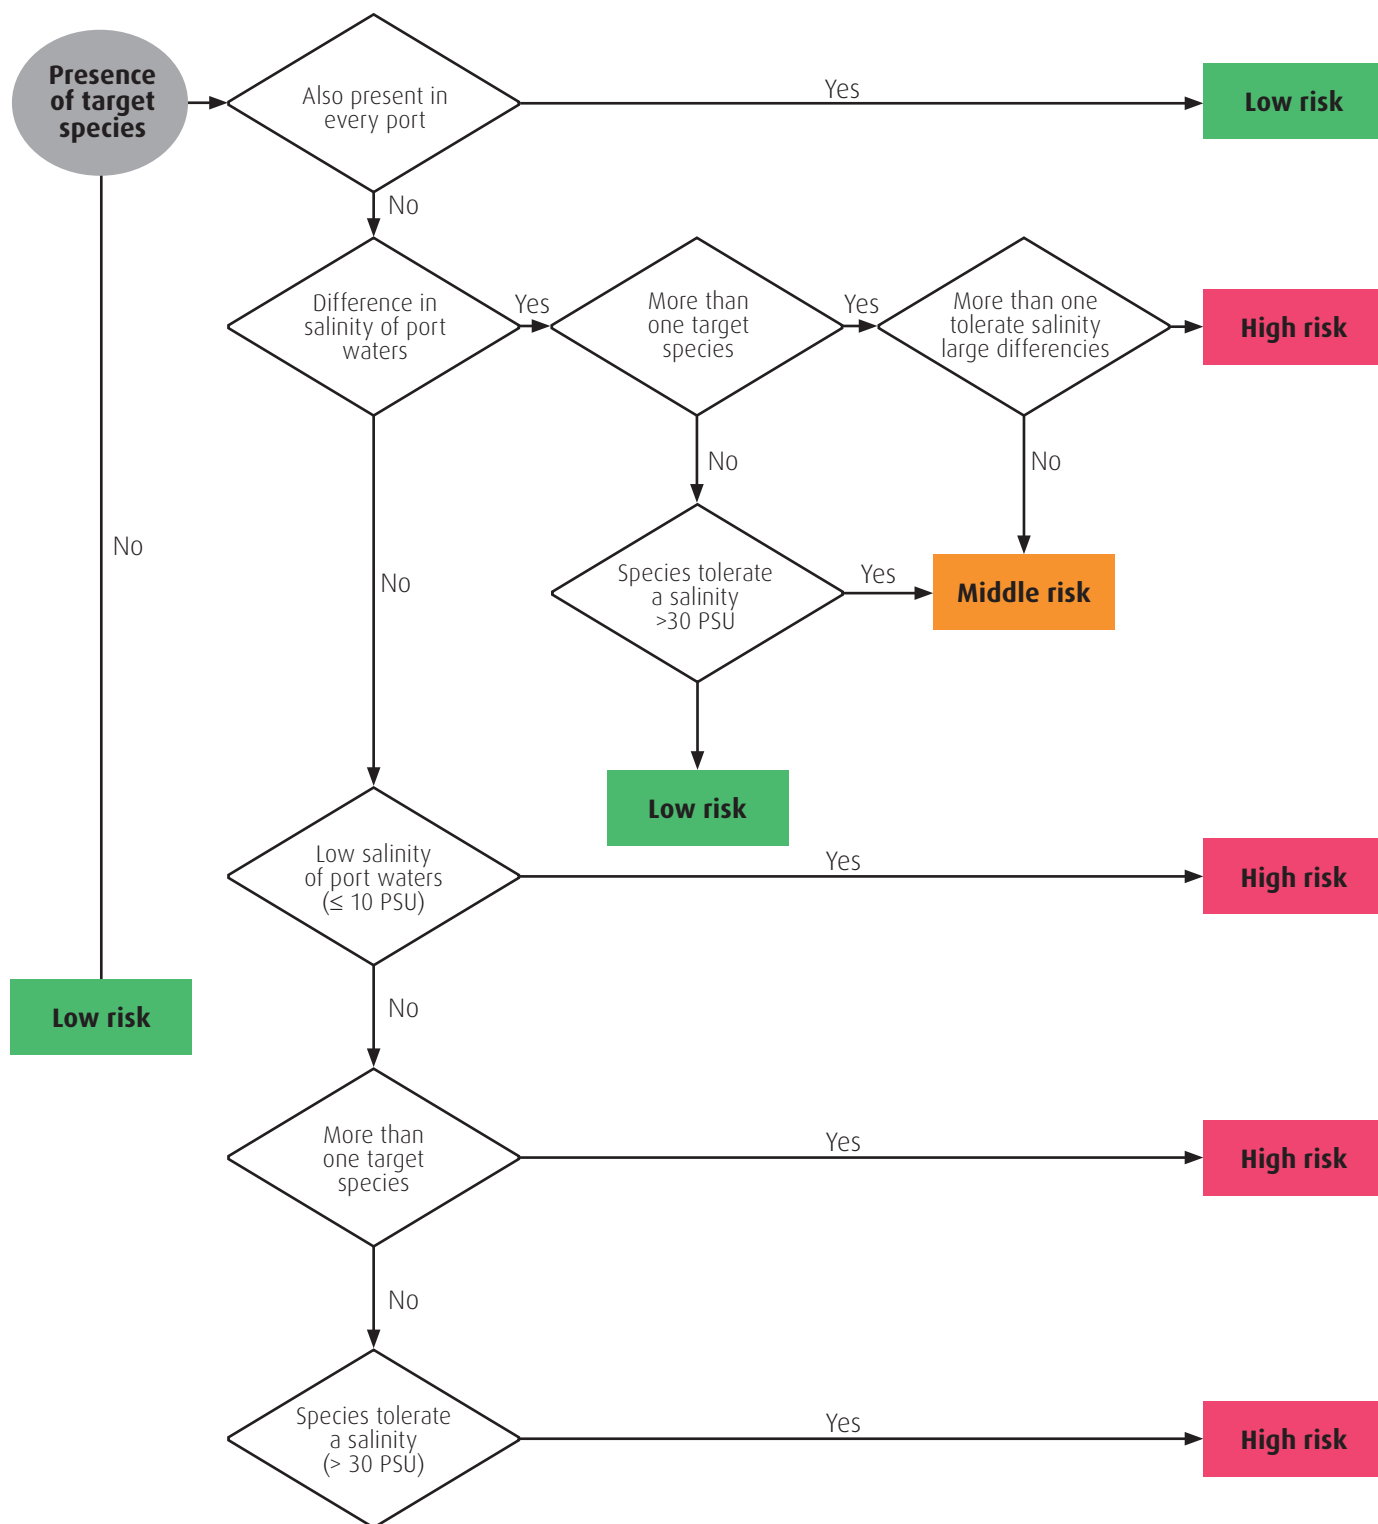 Presence
of target
species
Also present in
every port
Yes
Low risk
No
Difference in
salinity of port
waters
Yes
More than
one target
species
Yes
More than one
tolerate salinity
large differencies
High risk
No
No
No
No
Species tolerate
a salinity
>30 PSU
Yes
Middle risk
Low risk
Low salinity
of port waters
(≤ 10 PSU)
Yes
High risk
Low risk
No
More than
one target
species
Yes
High risk
No
Species tolerate
a salinity
(> 30 PSU)
Yes
High risk